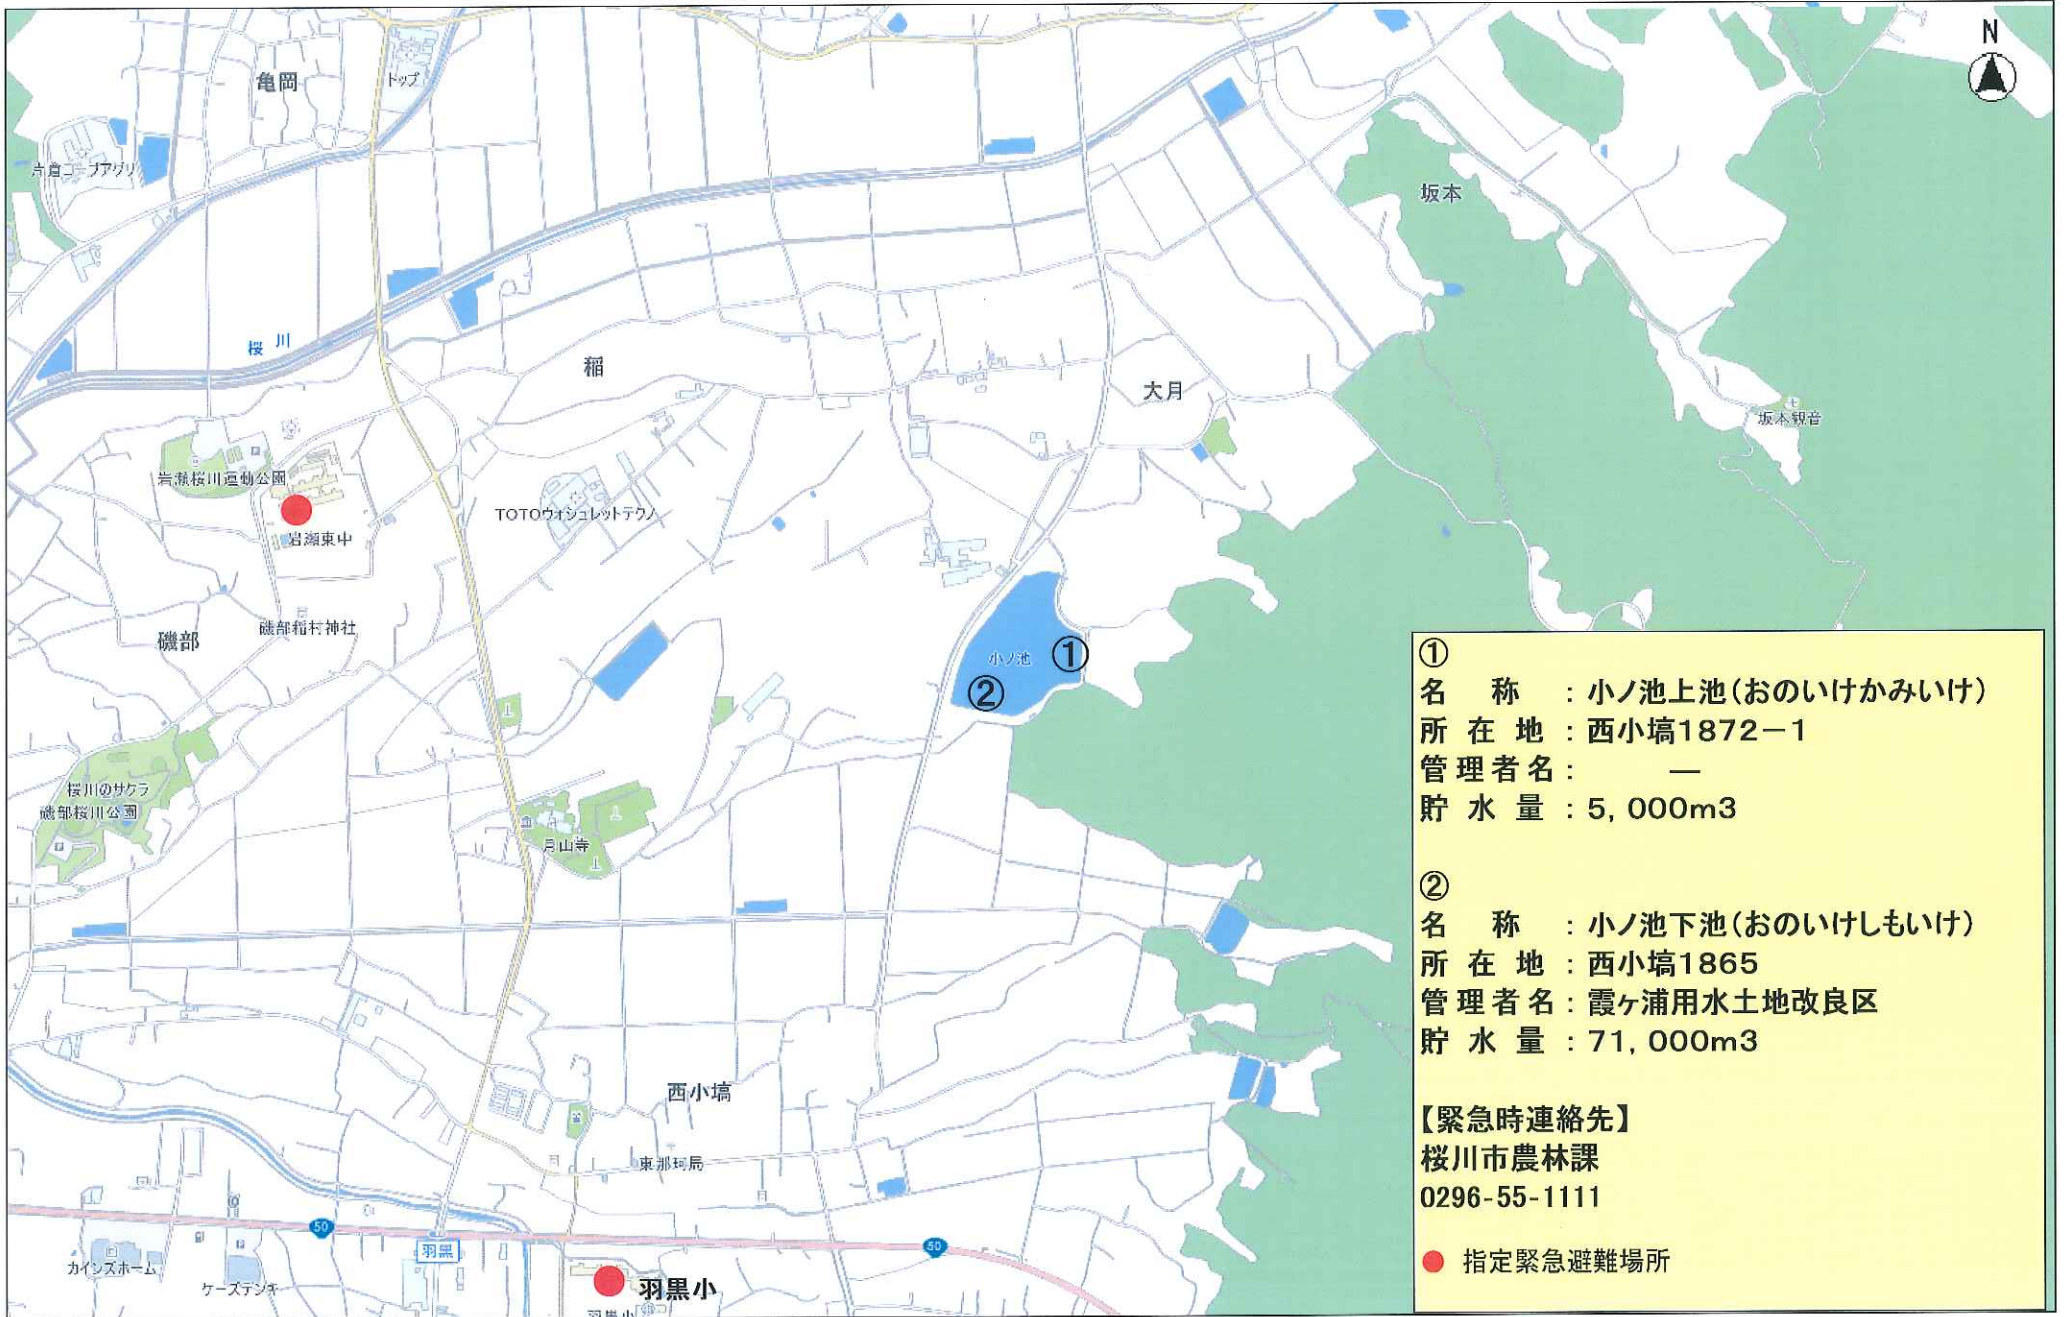 N
亀岡
トップ
片倉コープアグリ
坂本
桜川
稲
大月
坂本観音
岩瀬桜川運動公園
TOTOウォシュレットテクノ
岩瀬東中
磯部稲村神社
磯部
小ノ池
①
②
桜川のサクラ
磯部桜川公園
月山寺
西小塙
東那珂局
50
50
羽黒
カインズホーム
ケーズデンキ
羽黒小
羽黒小
①
名 称 : 小ノ池上池(おのいけかみいけ)
所 在 地 : 西小塙1872-1
管理者名: ―
貯 水 量 : 5,000m3
②
名 称 : 小ノ池下池(おのいけしもいけ)
所 在 地 : 西小塙1865
管理者名: 霞ヶ浦用水土地改良区
貯 水 量 : 71,000m3
【緊急時連絡先】
桜川市農林課
0296-55-1111
● 指定緊急避難場所